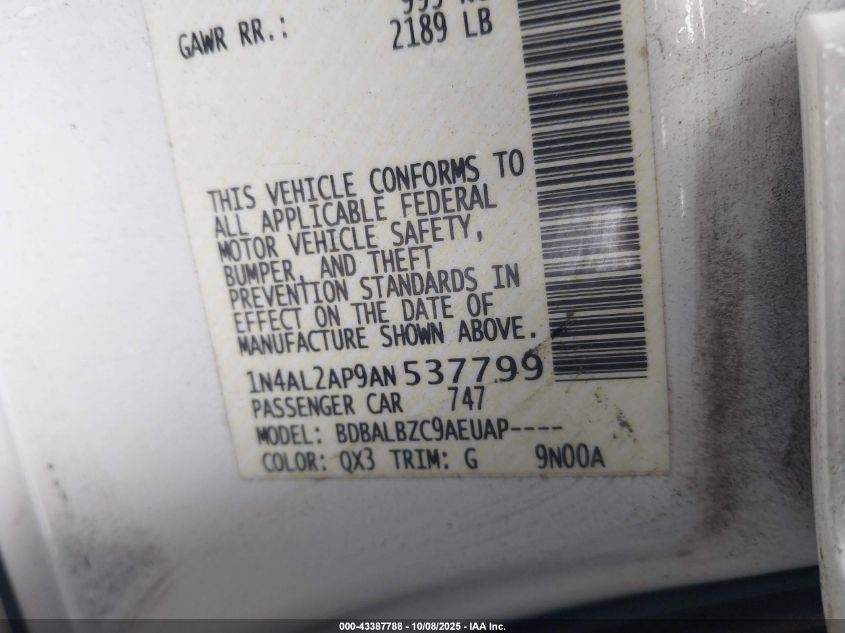 GAWR RR.:
2189 LB
THIS VEHICLE CONFORMS TO
ALL APPLICABLE FEDERAL
MOTOR VEHICLE SAFETY,
BUMPER, AND THEFT
PREVENTION STANDARDS IN
EFFECT ON THE DATE OF
MANUFACTURE SHOWN ABOVE.
1N4AL2AP9AN537799
PASSENGER CAR 747
MODEL: BDBALBZC9AEUAP----
COLOR: QX3 TRIM: G 9N00A
000-43387788 - 10/08/2025 - IAA Inc.